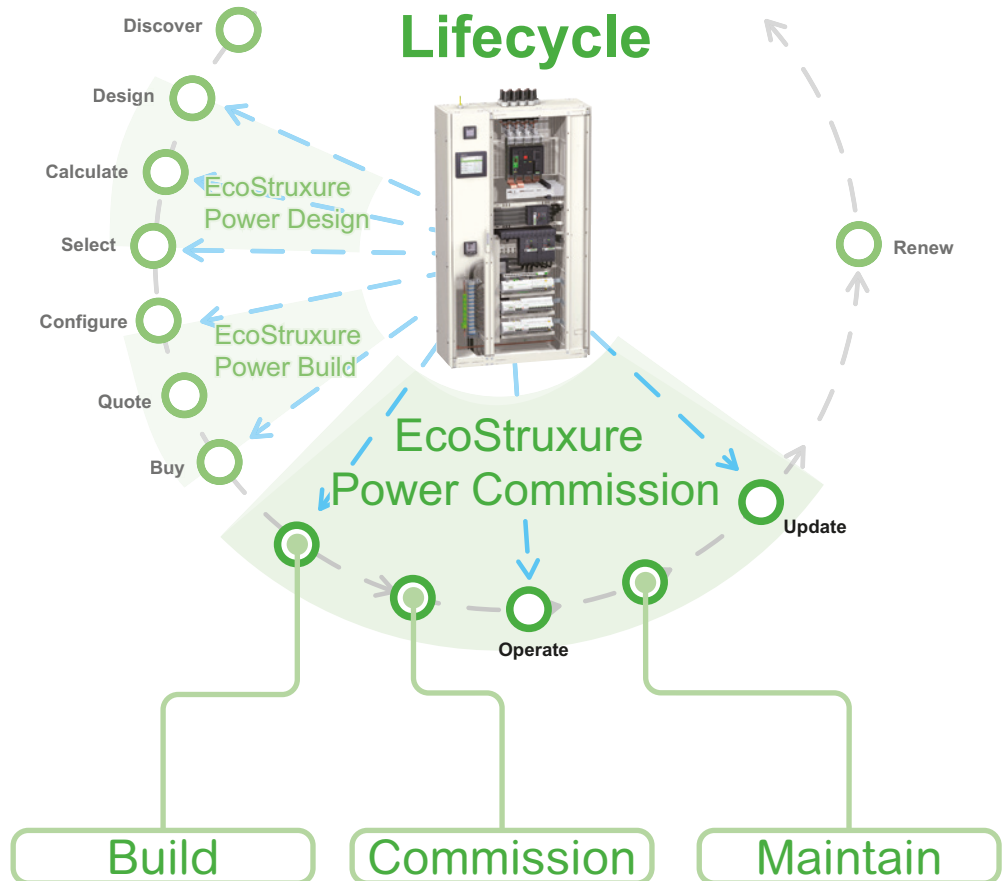 Lifecycle
Discover
Design
Calculate
EcoStruxure
Power Design
Select
Renew
Configure
EcoStruxure
Power Build
Quote
Buy
EcoStruxure
Power Commission
Update
Operate
Build
Commission
Maintain